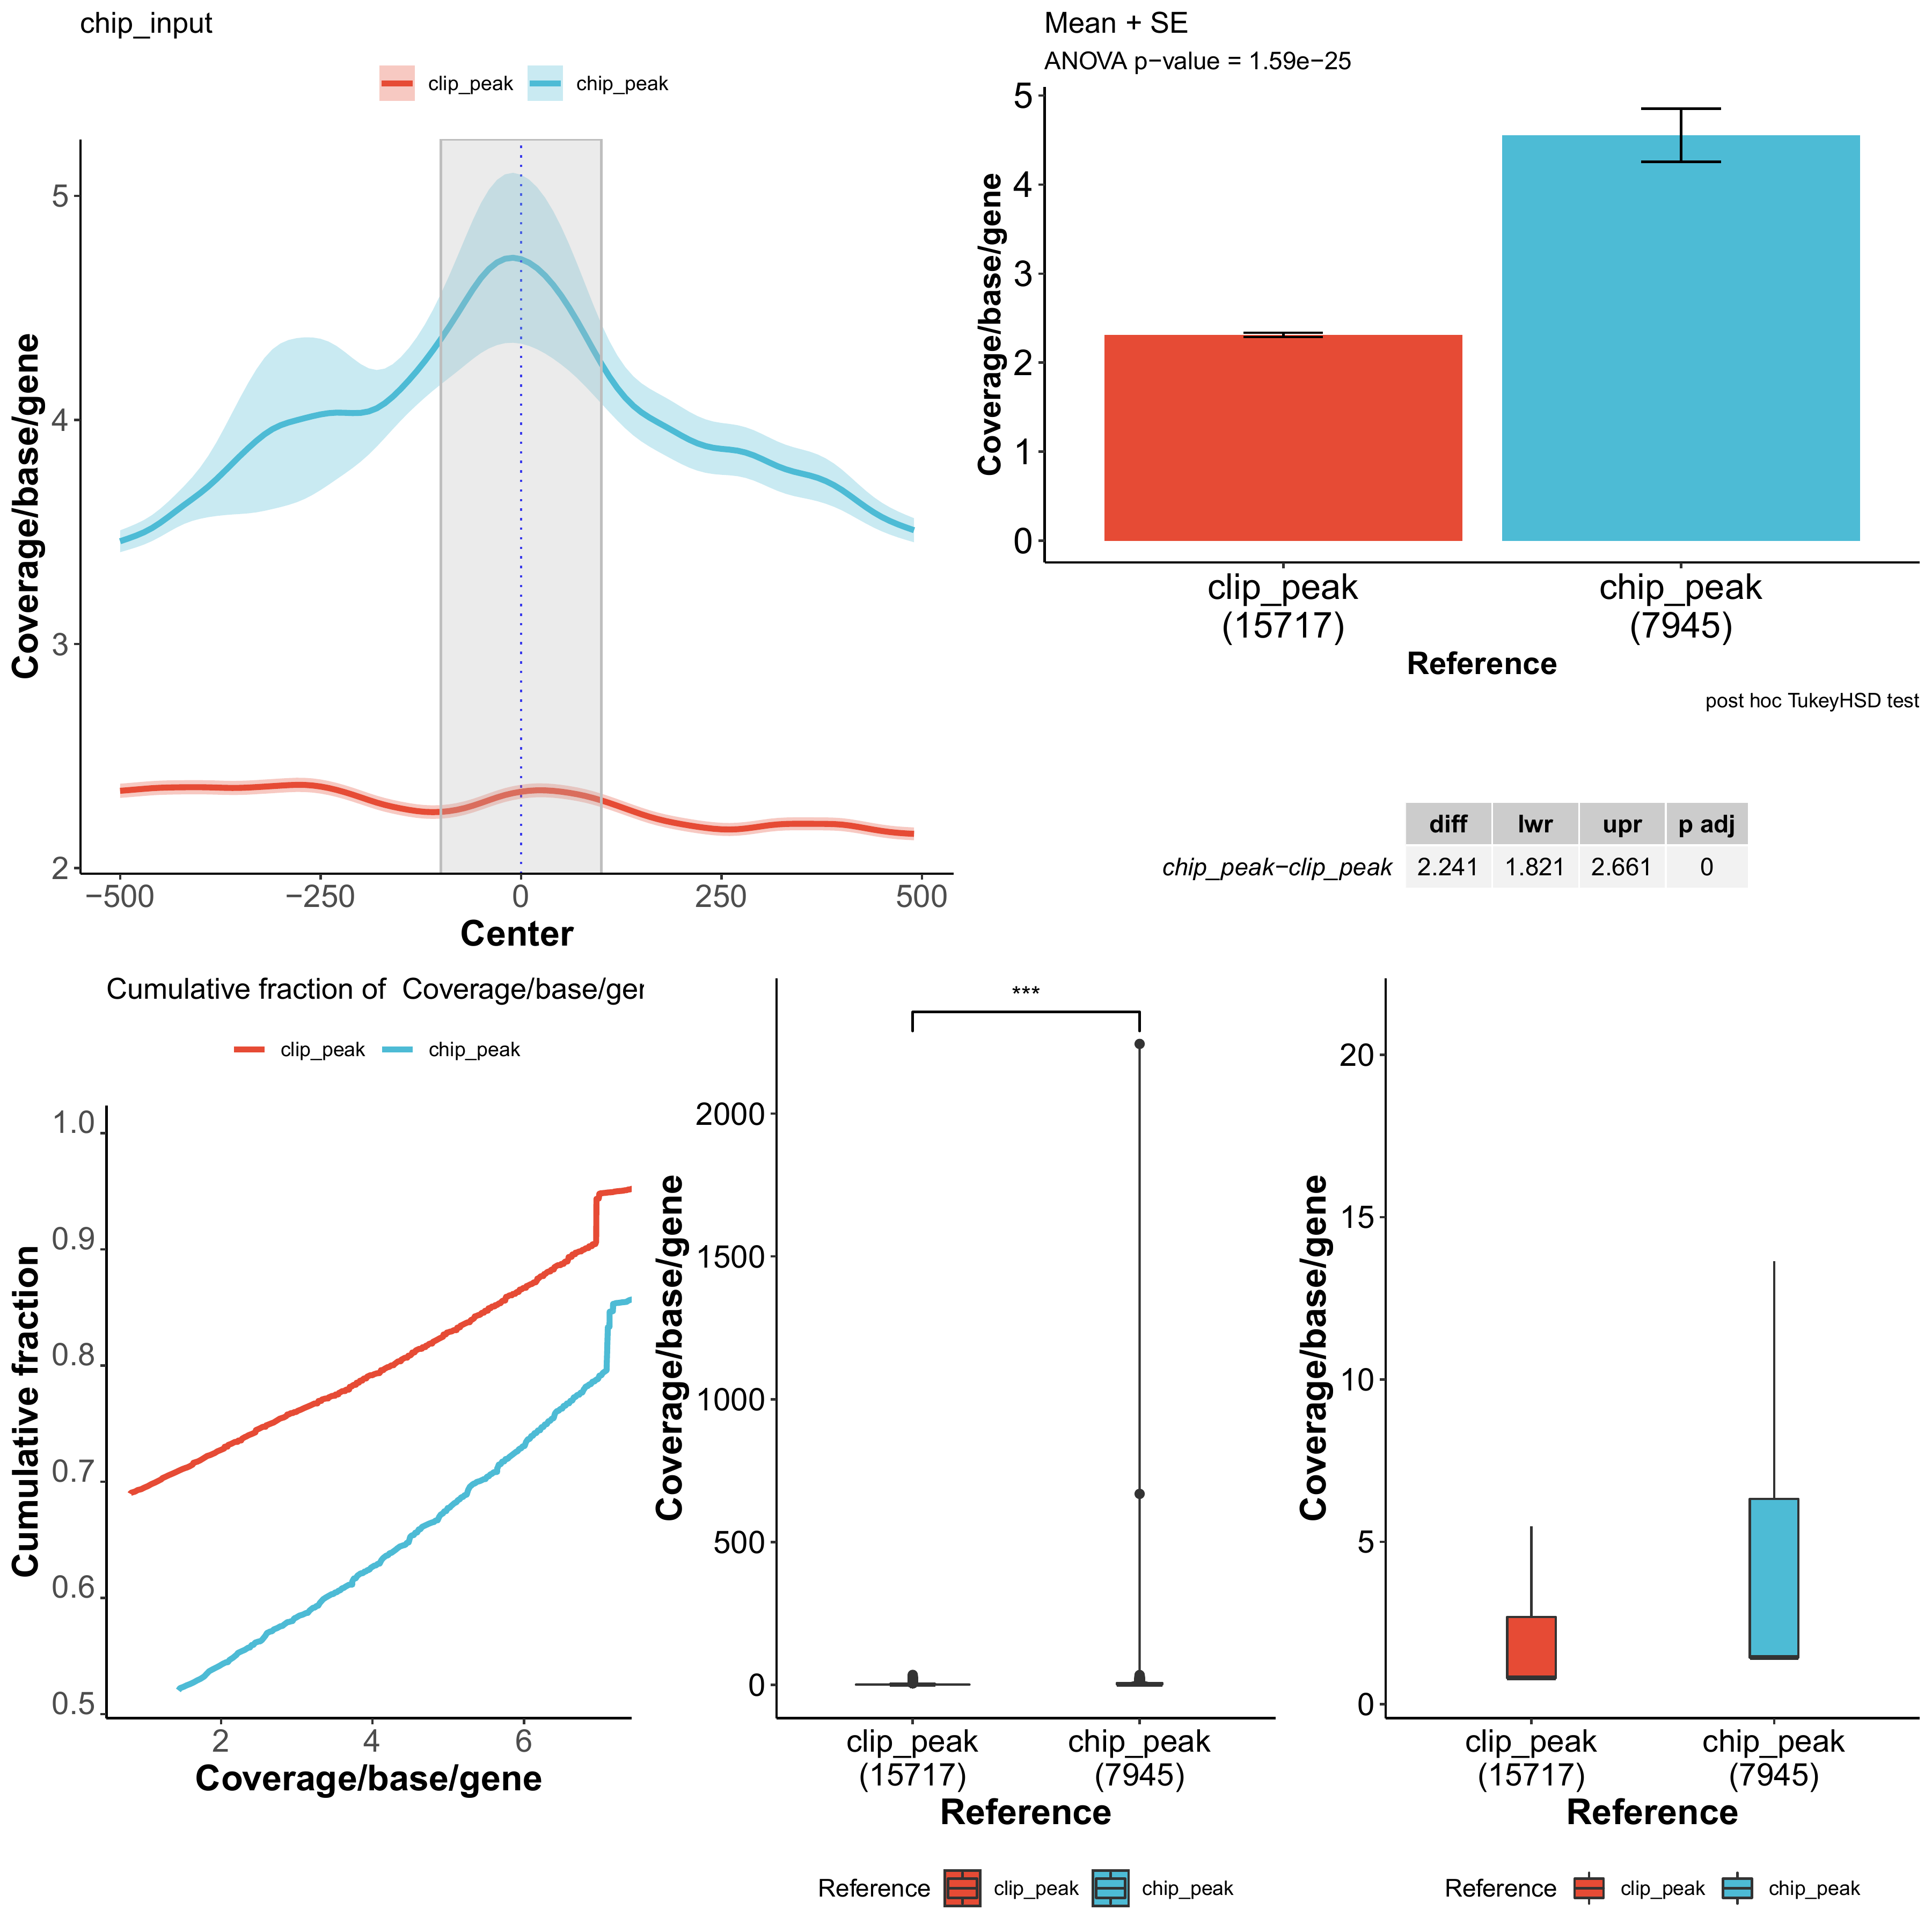 chip_input
clip_peak chip_peak
Coverage/base/gene
5
4
3
2
−500 −250 0 250 500
Center
Mean + SE
ANOVA p−value = 1.59e−25
Coverage/base/gene
5
4
3
2
1
0
clip_peak chip_peak
(15717) (7945)
Reference
post hoc TukeyHSD test
diff lwr upr p adj
chip_peak−clip_peak 2.241 1.821 2.661 0
Cumulative fraction of Coverage/base/ger
clip_peak chip_peak
Cumulative fraction
1.0
0.9
0.8
0.7
0.6
0.5
2 4 6
Coverage/base/gene
***
Coverage/base/gene
2000
1500
1000
500
0
clip_peak chip_peak
(15717) (7945)
Reference
Reference clip_peak chip_peak
Coverage/base/gene
20
15
10
5
0
clip_peak chip_peak
(15717) (7945)
Reference
Reference clip_peak chip_peak